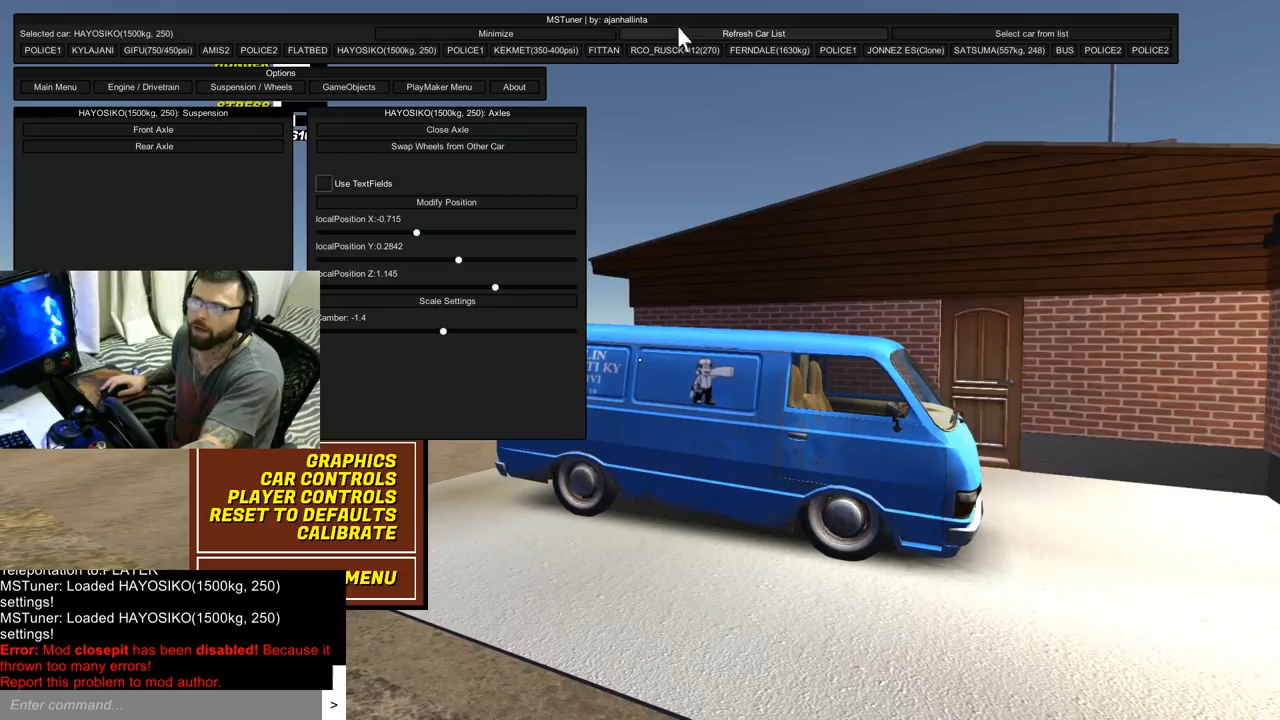 MSTuner | by: ajanhallinta
Selected car: HAYOSIKO(1500kg, 250)
Minimize
Refresh Car List
Select car from list
POLICE1 KYLAJANI GIFU(750/450psi) AMIS2 POLICE2 FLATBED HAYOSIKO(1500kg, 250) POLICE1 KEKMET(350-400psi) FITTAN RCO_RUSCK 12(270) FERNDALE(1630kg) POLICE1 JONNEZ ES(Clone) SATSUMA(557kg, 248) BUS POLICE2 POLICE2
Options
Main Menu Engine / Drivetrain Suspension / Wheels GameObjects PlayMaker Menu About
STRESS
HAYOSIKO(1500kg, 250): Suspension
Front Axle
Rear Axle
HAYOSIKO(1500kg, 250): Axles
Close Axle
Swap Wheels from Other Car
Use TextFields
Modify Position
localPosition X:-0.715
localPosition Y:0.2842
localPosition Z:1.145
Scale Settings
Camber: -1.4
GRAPHICS
CAR CONTROLS
PLAYER CONTROLS
RESET TO DEFAULTS
CALIBRATE
MENU
Teleportation to:PLAYER
MSTuner: Loaded HAYOSIKO(1500kg, 250)
settings!
MSTuner: Loaded HAYOSIKO(1500kg, 250)
settings!
Error: Mod closepit has been disabled! Because it
thrown too many errors!
Report this problem to mod author.
Enter command...
>